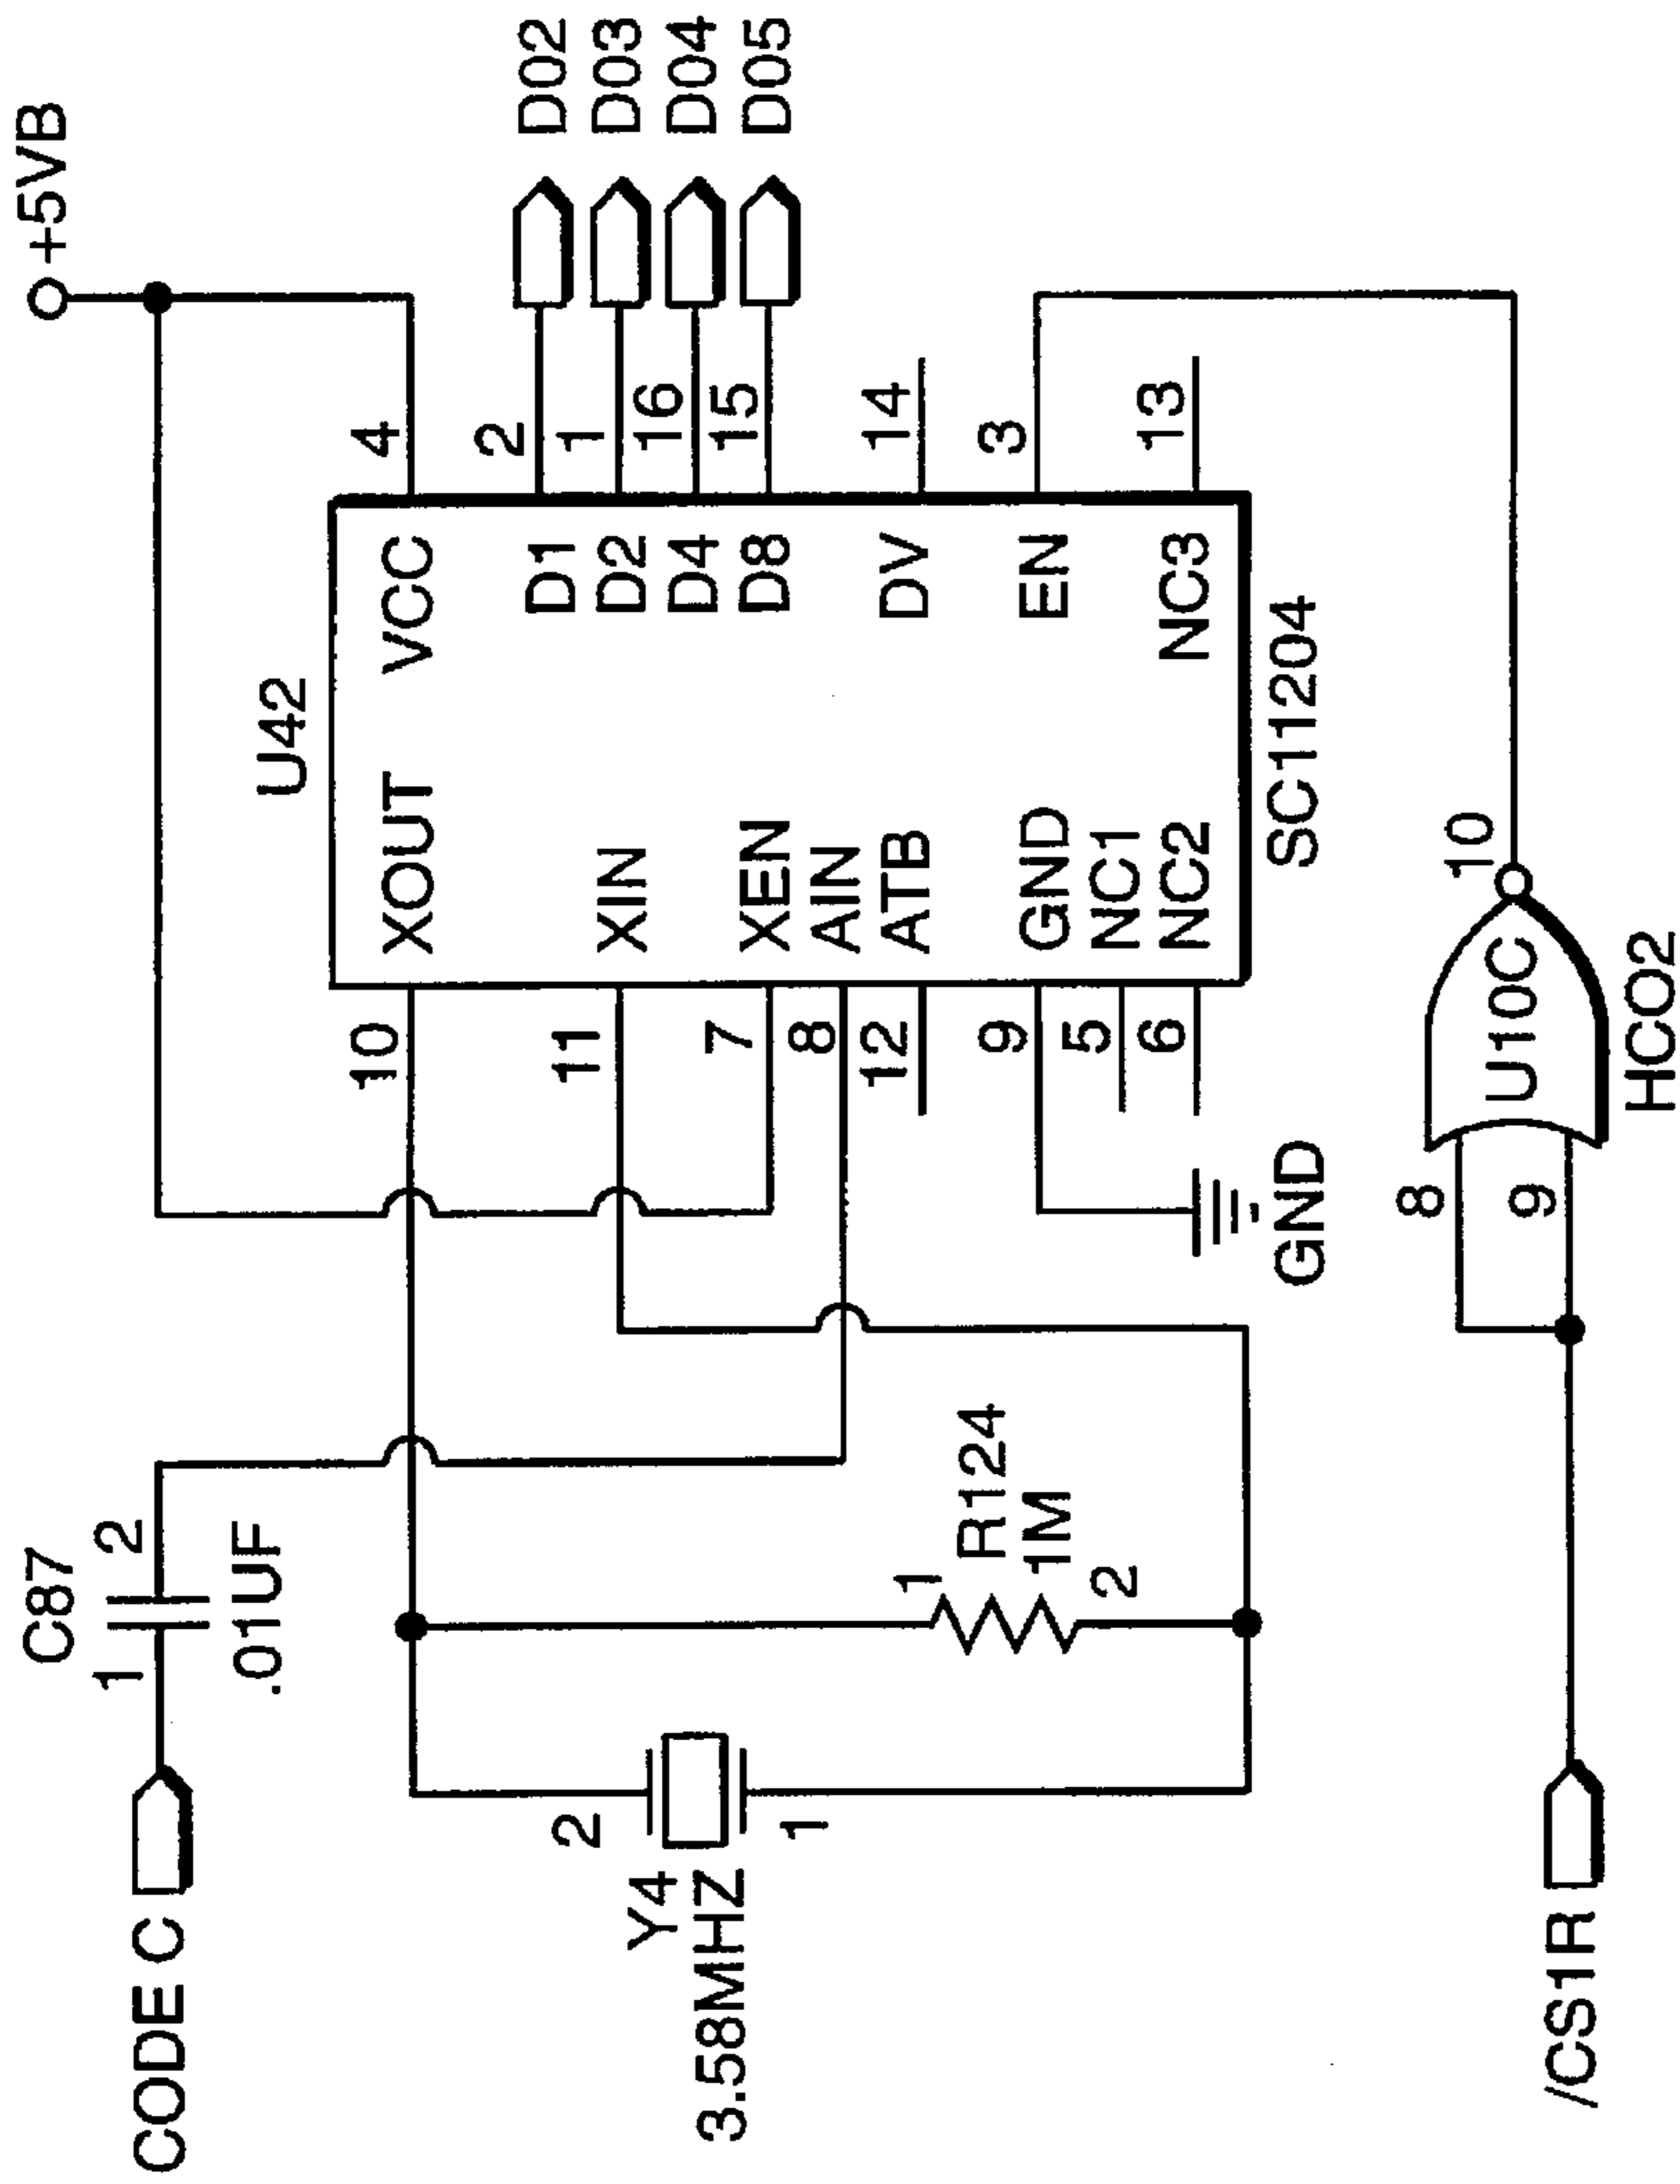 +5VB
C87
1
2
.01UF
CODE C
U42
10
XOUT
VCC
4
D1
2
D02
11
XIN
D2
1
D03
D4
16
D04
7
XEN
D8
15
D05
8
AIN
12
ATB
DV
14
9
GND
EN
3
5
NC1
6
NC2
NC3
13
SC11204
GND
2
Y4
3.58MHZ
1
1
R124
1M
2
8
9
U10C
10
HC02
/CS1R